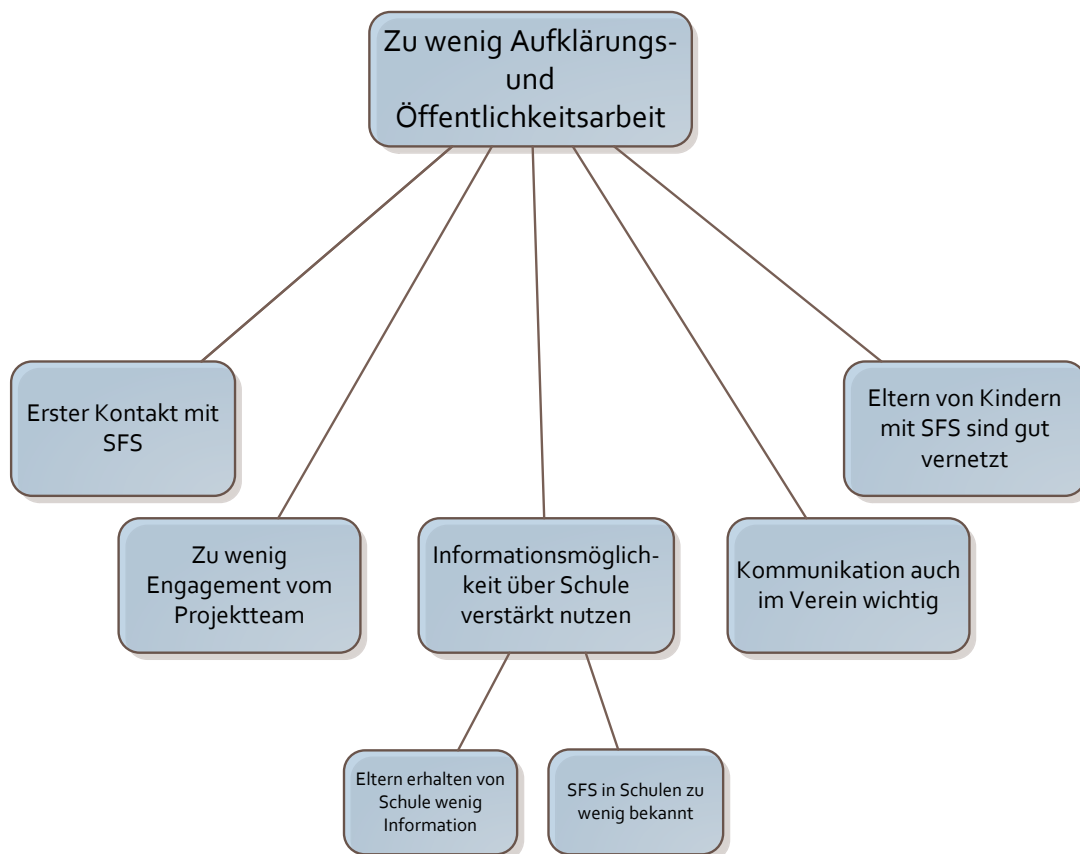 Zu wenig Aufklärungs-
und
Öffentlichkeitsarbeit
Erster Kontakt mit
SFS
Eltern von Kindern
mit SFS sind gut
vernetzt
Zu wenig
Engagement vom
Projektteam
Informationsmöglich-
keit über Schule
verstärkt nutzen
Kommunikation auch
im Verein wichtig
Eltern erhalten von
Schule wenig
Information
SFS in Schulen zu
wenig bekannt